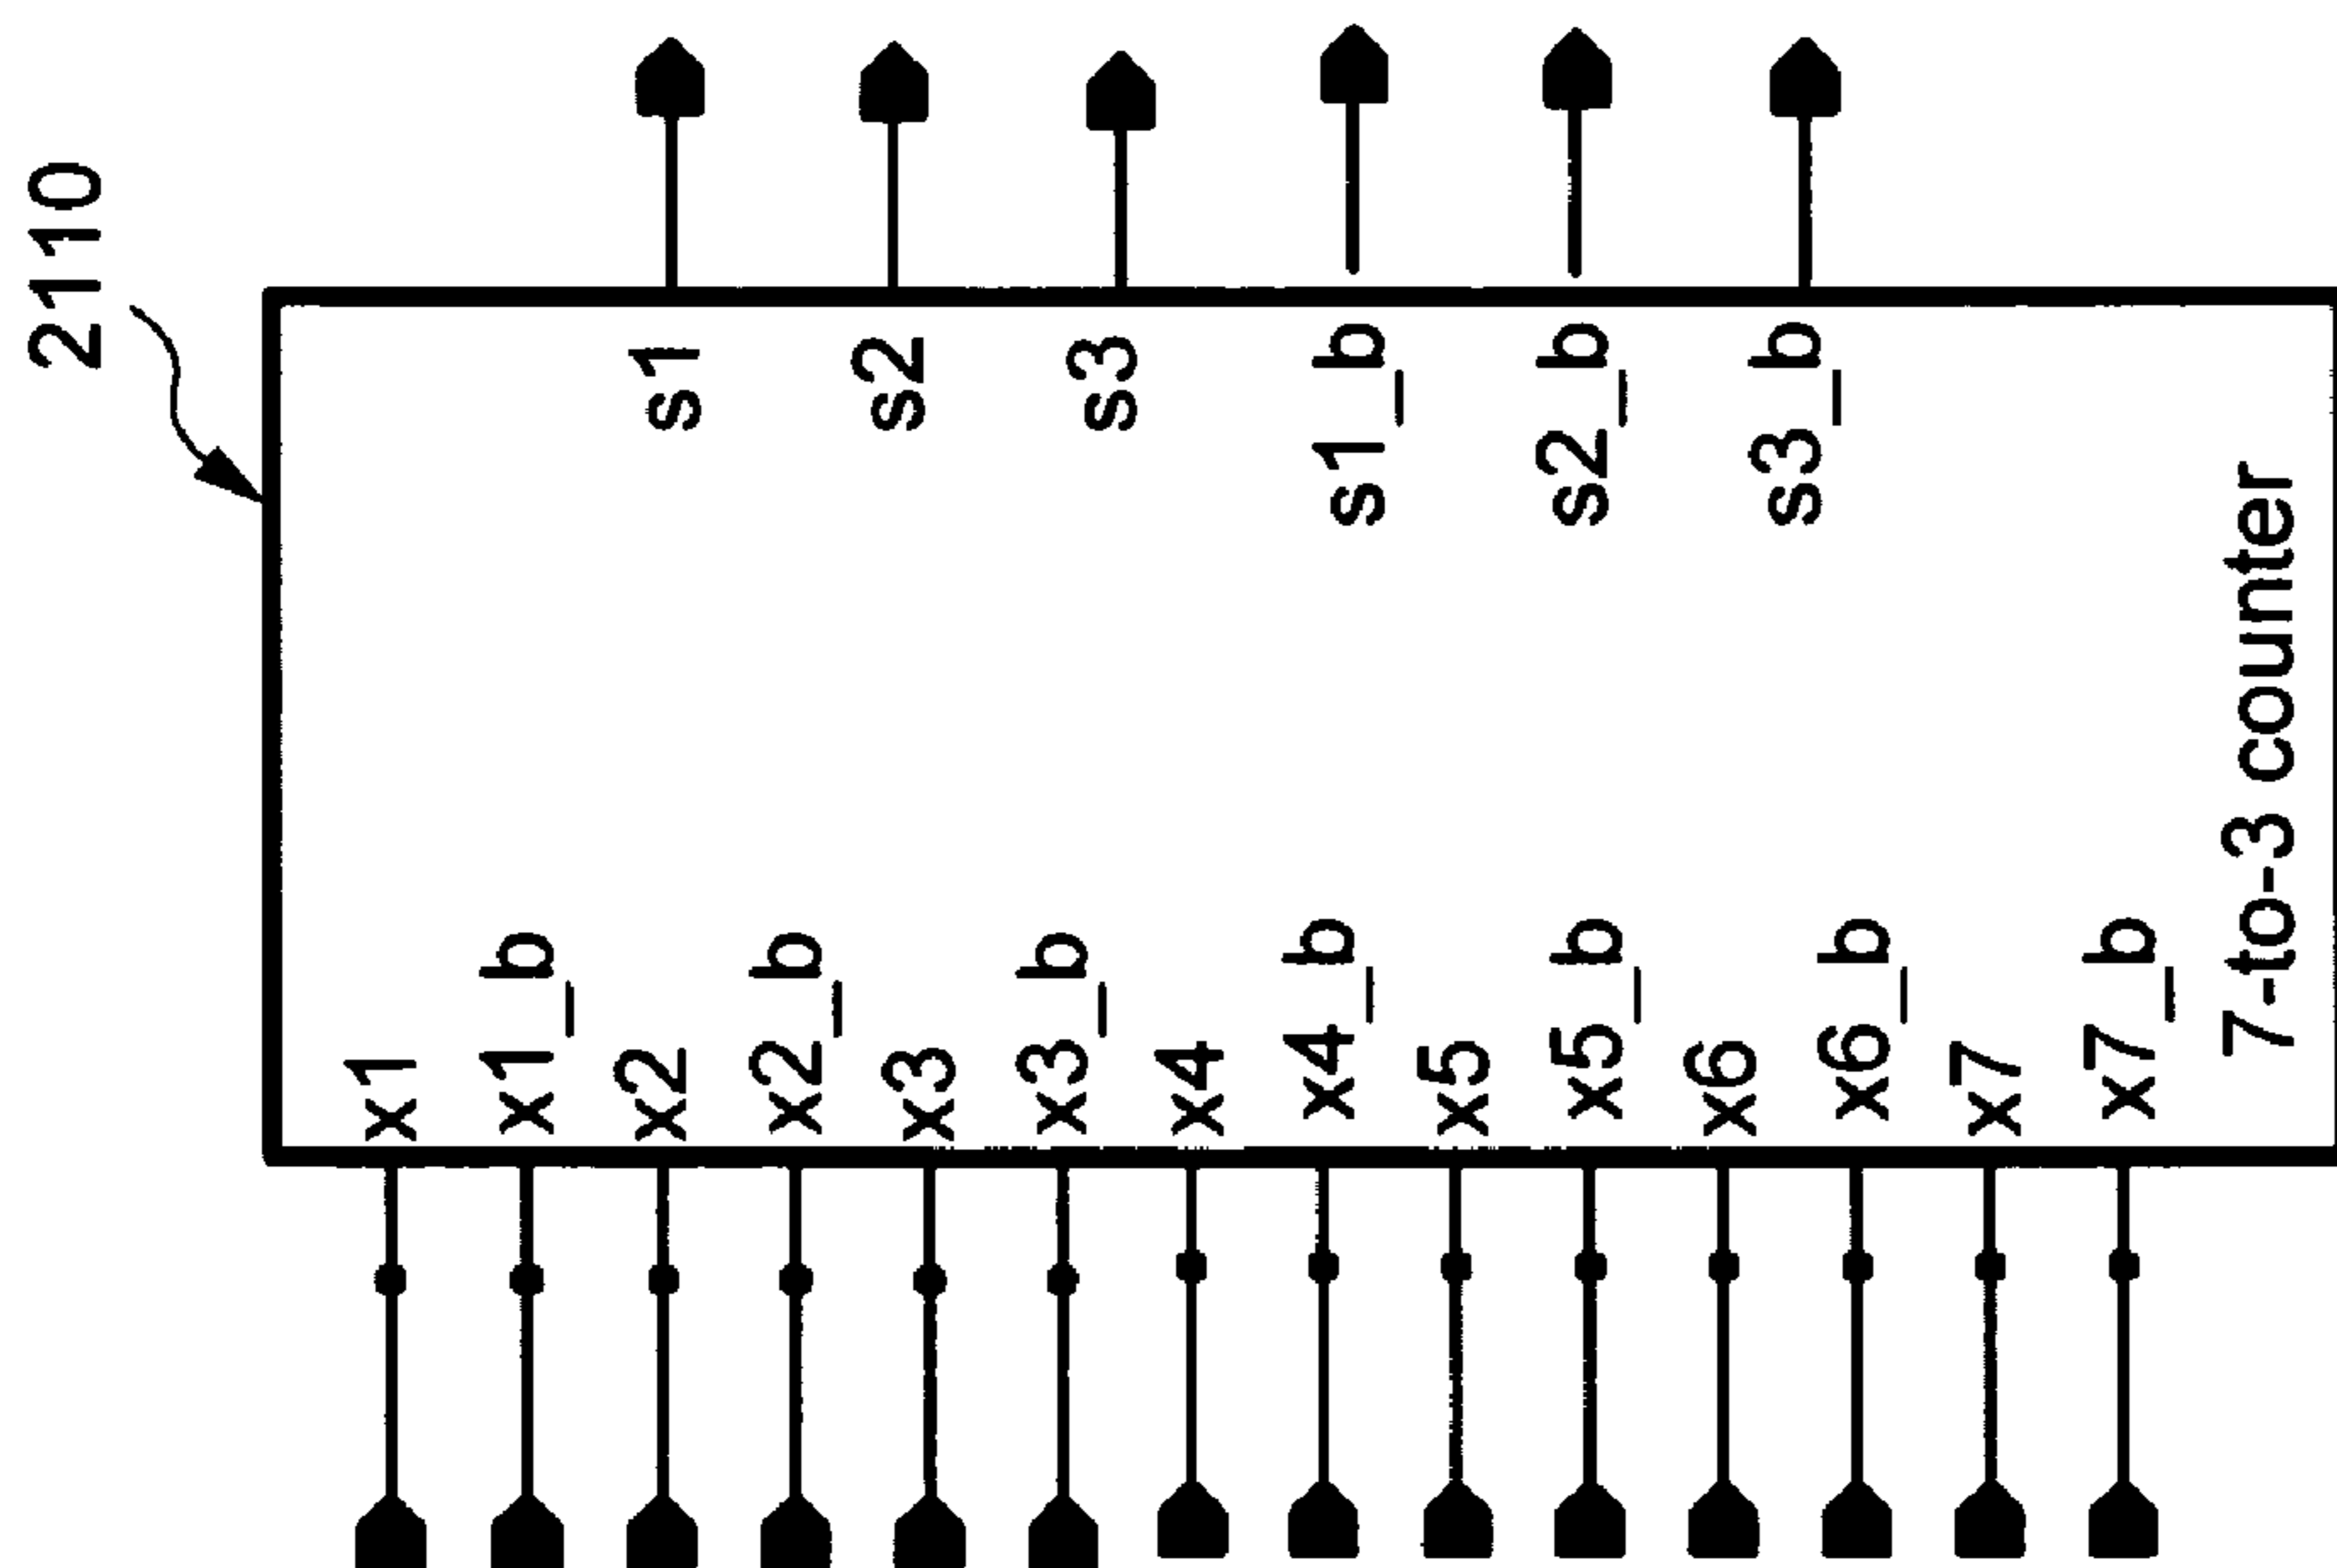 2110
s1
s2
s3
s1_b
s2_b
s3_b
x1
x1_b
x2
x2_b
x3
x3_b
x4
x4_b
x5
x5_b
x6
x6_b
x7
x7_b
7-to-3 counter